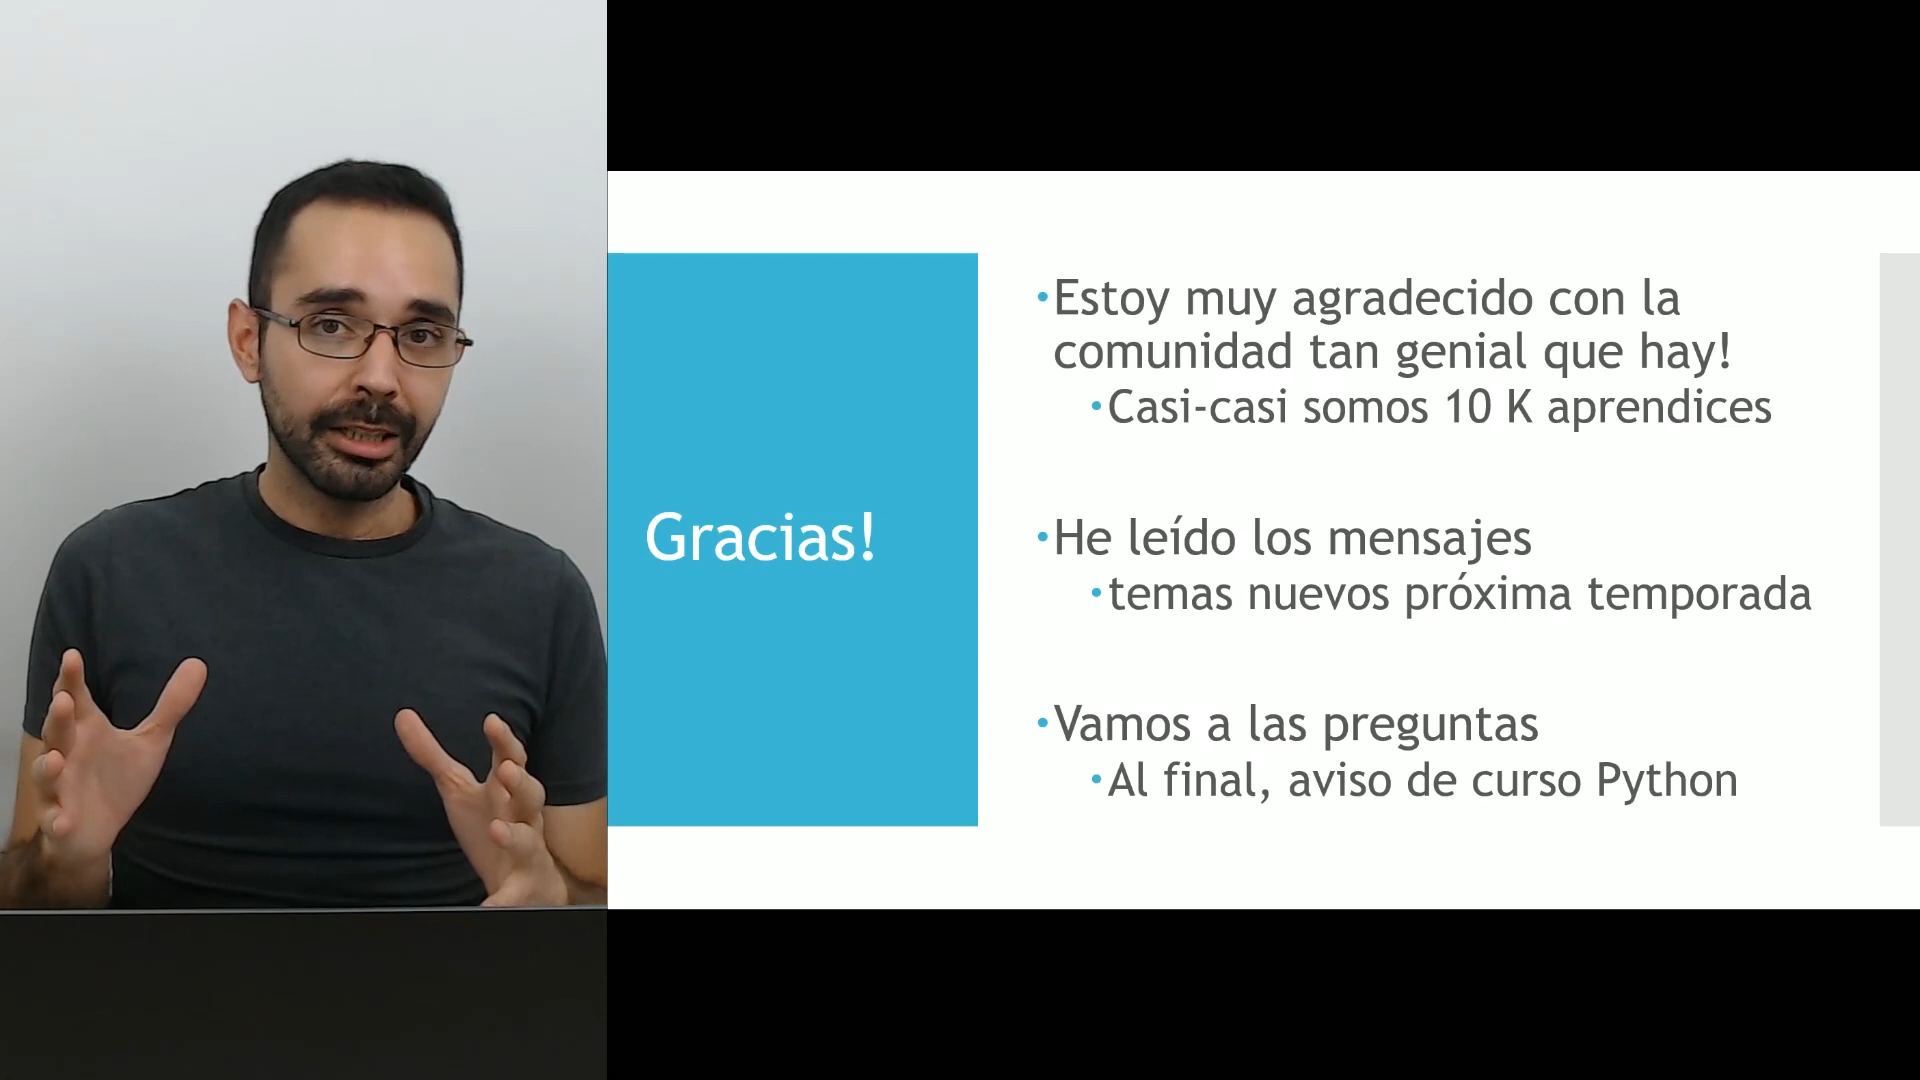 Gracias!
Estoy muy agradecido con la
comunidad tan genial que hay!
Casi-casi somos 10 K aprendices
He leído los mensajes
temas nuevos próxima temporada
Vamos a las preguntas
Al final, aviso de curso Python